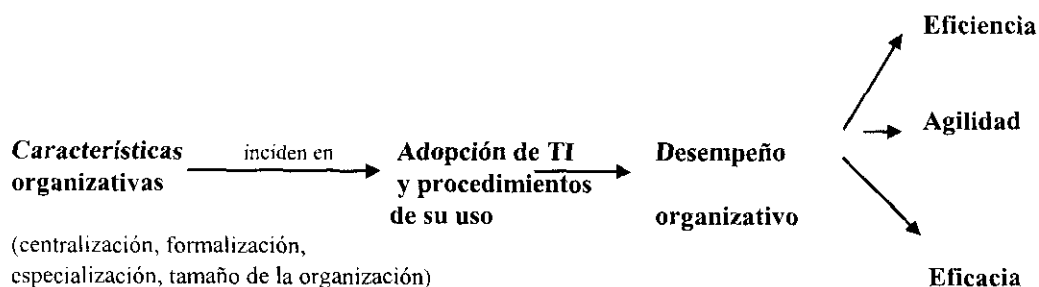 Eficiencia
Agilidad
Características
organizativas
inciden en
Adopción de TI
y procedimientos
de su uso
Desempeño
organizativo
(centralización, formalización,
especialización, tamaño de la organización)
Eficacia